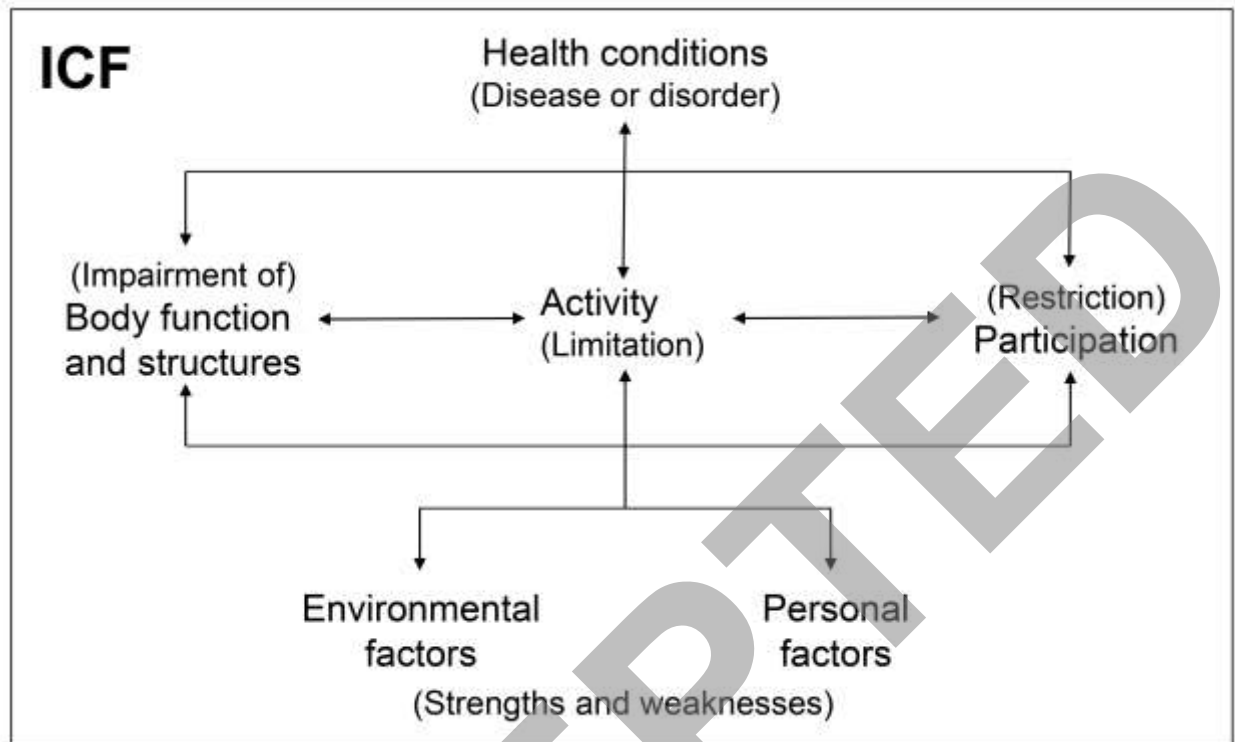 ICF
Health conditions
(Disease or disorder)
(Impairment of)
Body function
and structures
Activity
(Limitation)
(Restriction)
Participation
Environmental
factors
Personal
factors
(Strengths and weaknesses)
EPTED